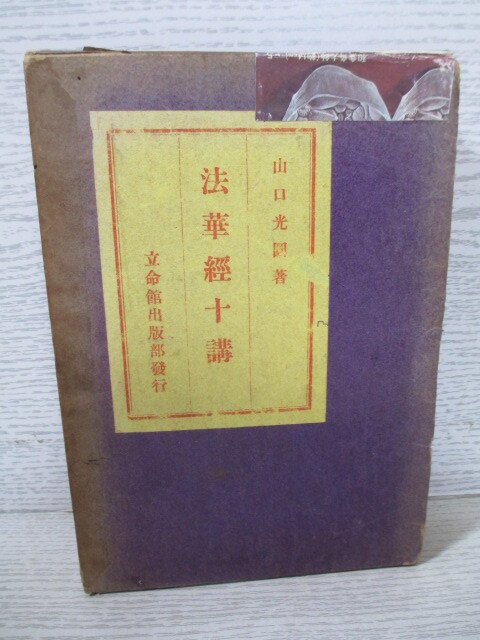 山口光圓著
法華經十講
立命館出版部發行